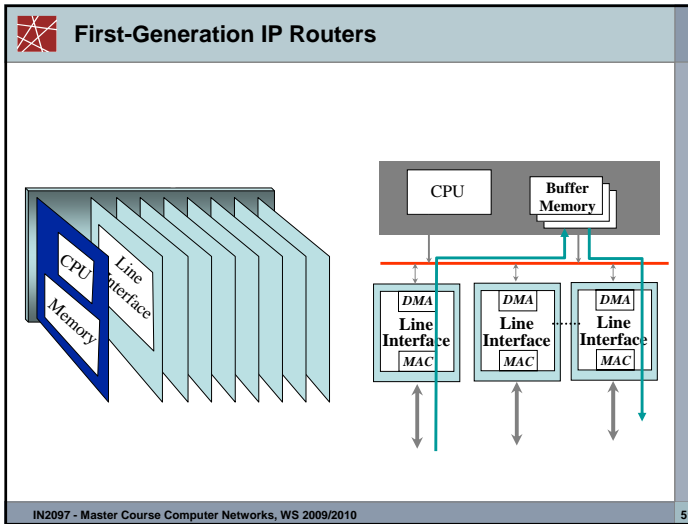 First-Generation IP Routers
CPU
Memory
Line
Interface
CPU
Buffer
Memory
DMA
Line
Interface
MAC
DMA
Line
Interface
MAC
DMA
Line
Interface
MAC
IN2097 - Master Course Computer Networks, WS 2009/2010
5